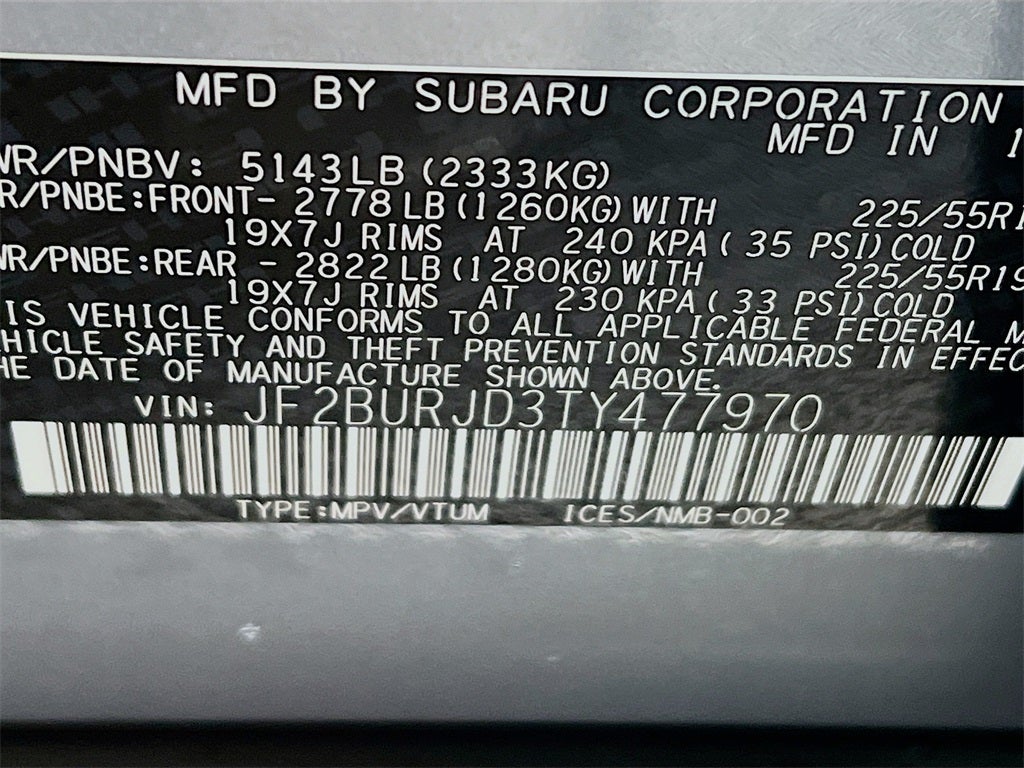 MFD BY SUBARU CORPORATION
MFD IN 1
WR/PNBV: 5143LB (2333KG)
R/PNBE:FRONT- 2778 LB (1260KG) WITH 225/55R1
19X7J RIMS AT 240 KPA ( 35 PSI) COLD
WR/PNBE:REAR - 2822 LB (1280KG) WITH 225/55R19
19X7J RIMS AT 230 KPA ( 33 PSI) COLD
IS VEHICLE CONFORMS TO ALL APPLICABLE FEDERAL M
HICLE SAFETY AND THEFT PREVENTION STANDARDS IN EFFEC
HE DATE OF MANUFACTURE SHOWN ABOVE.
VIN: JF2BURJD3TY477970
TYPE:MPV/VTUM ICES/NMB-002